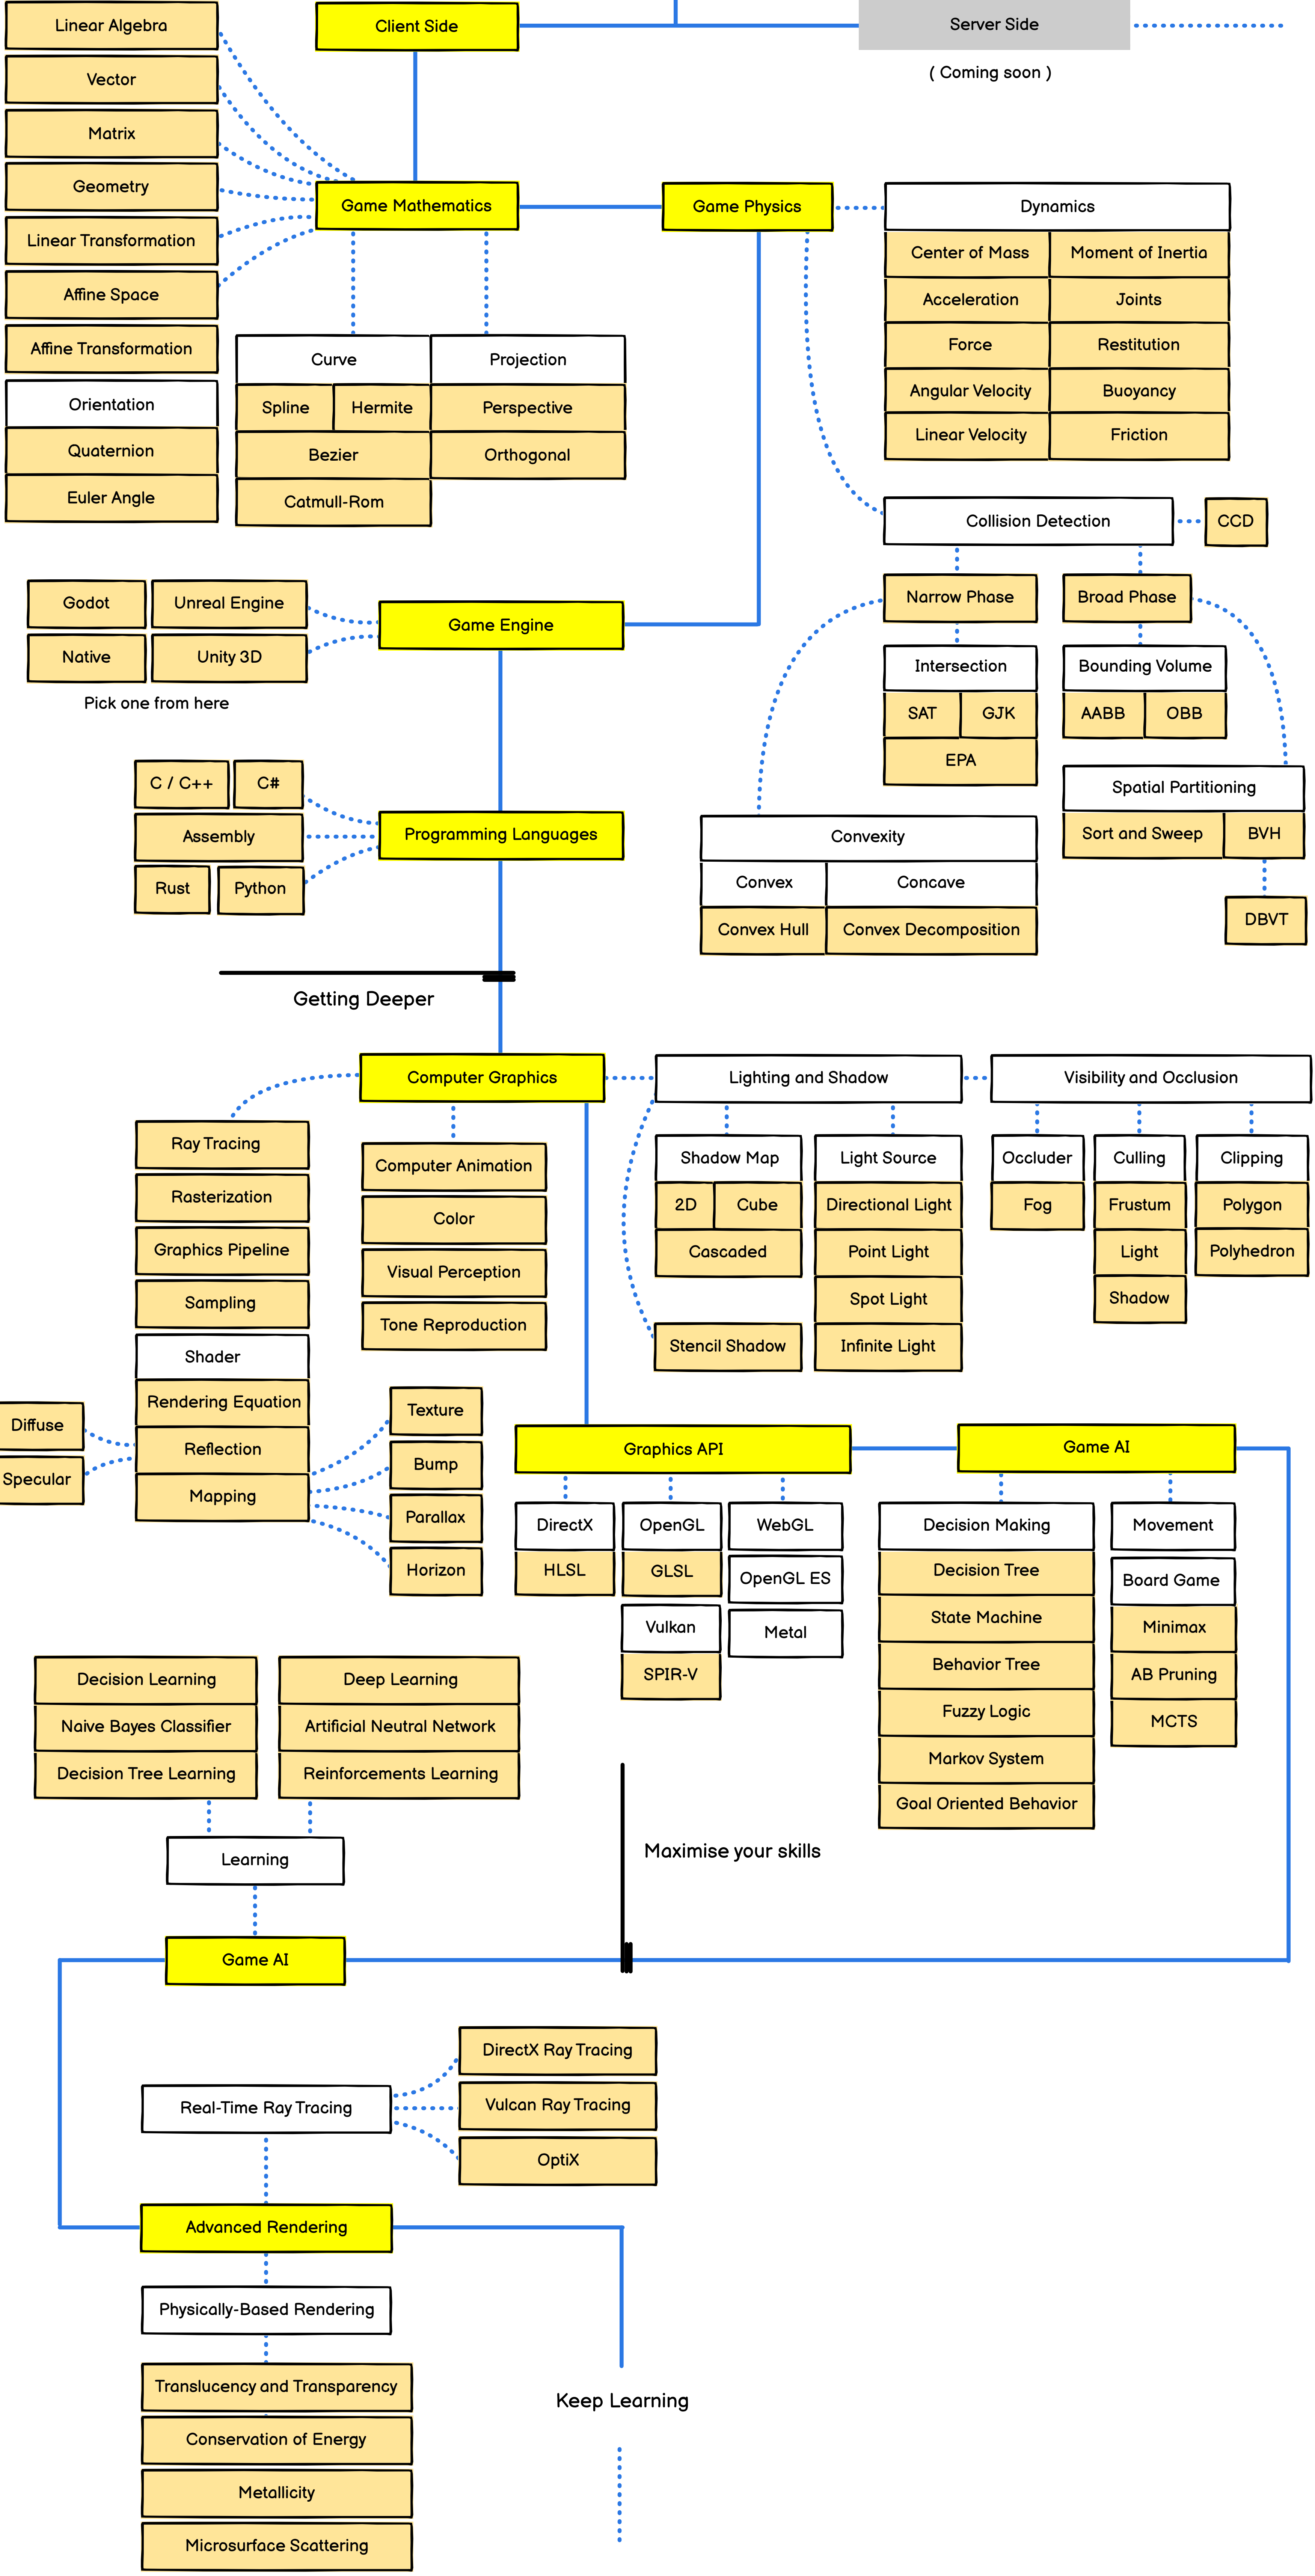 Client Side
Server Side
( Coming soon )
Linear Algebra
Vector
Matrix
Geometry
Linear Transformation
Affine Space
Affine Transformation
Orientation
Quaternion
Euler Angle
Game Mathematics
Curve
Spline
Hermite
Bezier
Catmull-Rom
Projection
Perspective
Orthogonal
Game Physics
Dynamics
Center of Mass
Moment of Inertia
Acceleration
Joints
Force
Restitution
Angular Velocity
Buoyancy
Linear Velocity
Friction
Collision Detection
CCD
Narrow Phase
Broad Phase
Intersection
SAT
GJK
EPA
Bounding Volume
AABB
OBB
Spatial Partitioning
Sort and Sweep
BVH
DBVT
Convexity
Convex
Concave
Convex Hull
Convex Decomposition
Godot
Unreal Engine
Native
Unity 3D
Pick one from here
Game Engine
C / C++
C#
Assembly
Rust
Python
Programming Languages
Getting Deeper
Computer Graphics
Ray Tracing
Rasterization
Graphics Pipeline
Sampling
Shader
Rendering Equation
Reflection
Mapping
Diffuse
Specular
Texture
Bump
Parallax
Horizon
Computer Animation
Color
Visual Perception
Tone Reproduction
Lighting and Shadow
Shadow Map
2D
Cube
Cascaded
Stencil Shadow
Light Source
Directional Light
Point Light
Spot Light
Infinite Light
Visibility and Occlusion
Occluder
Fog
Culling
Frustum
Light
Shadow
Clipping
Polygon
Polyhedron
Graphics API
DirectX
HLSL
OpenGL
GLSL
Vulkan
SPIR-V
WebGL
OpenGL ES
Metal
Game AI
Decision Making
Decision Tree
State Machine
Behavior Tree
Fuzzy Logic
Markov System
Goal Oriented Behavior
Movement
Board Game
Minimax
AB Pruning
MCTS
Decision Learning
Naive Bayes Classifier
Decision Tree Learning
Deep Learning
Artificial Neutral Network
Reinforcements Learning
Learning
Maximise your skills
Game AI
DirectX Ray Tracing
Real-Time Ray Tracing
Vulcan Ray Tracing
OptiX
Advanced Rendering
Physically-Based Rendering
Translucency and Transparency
Conservation of Energy
Metallicity
Microsurface Scattering
Keep Learning